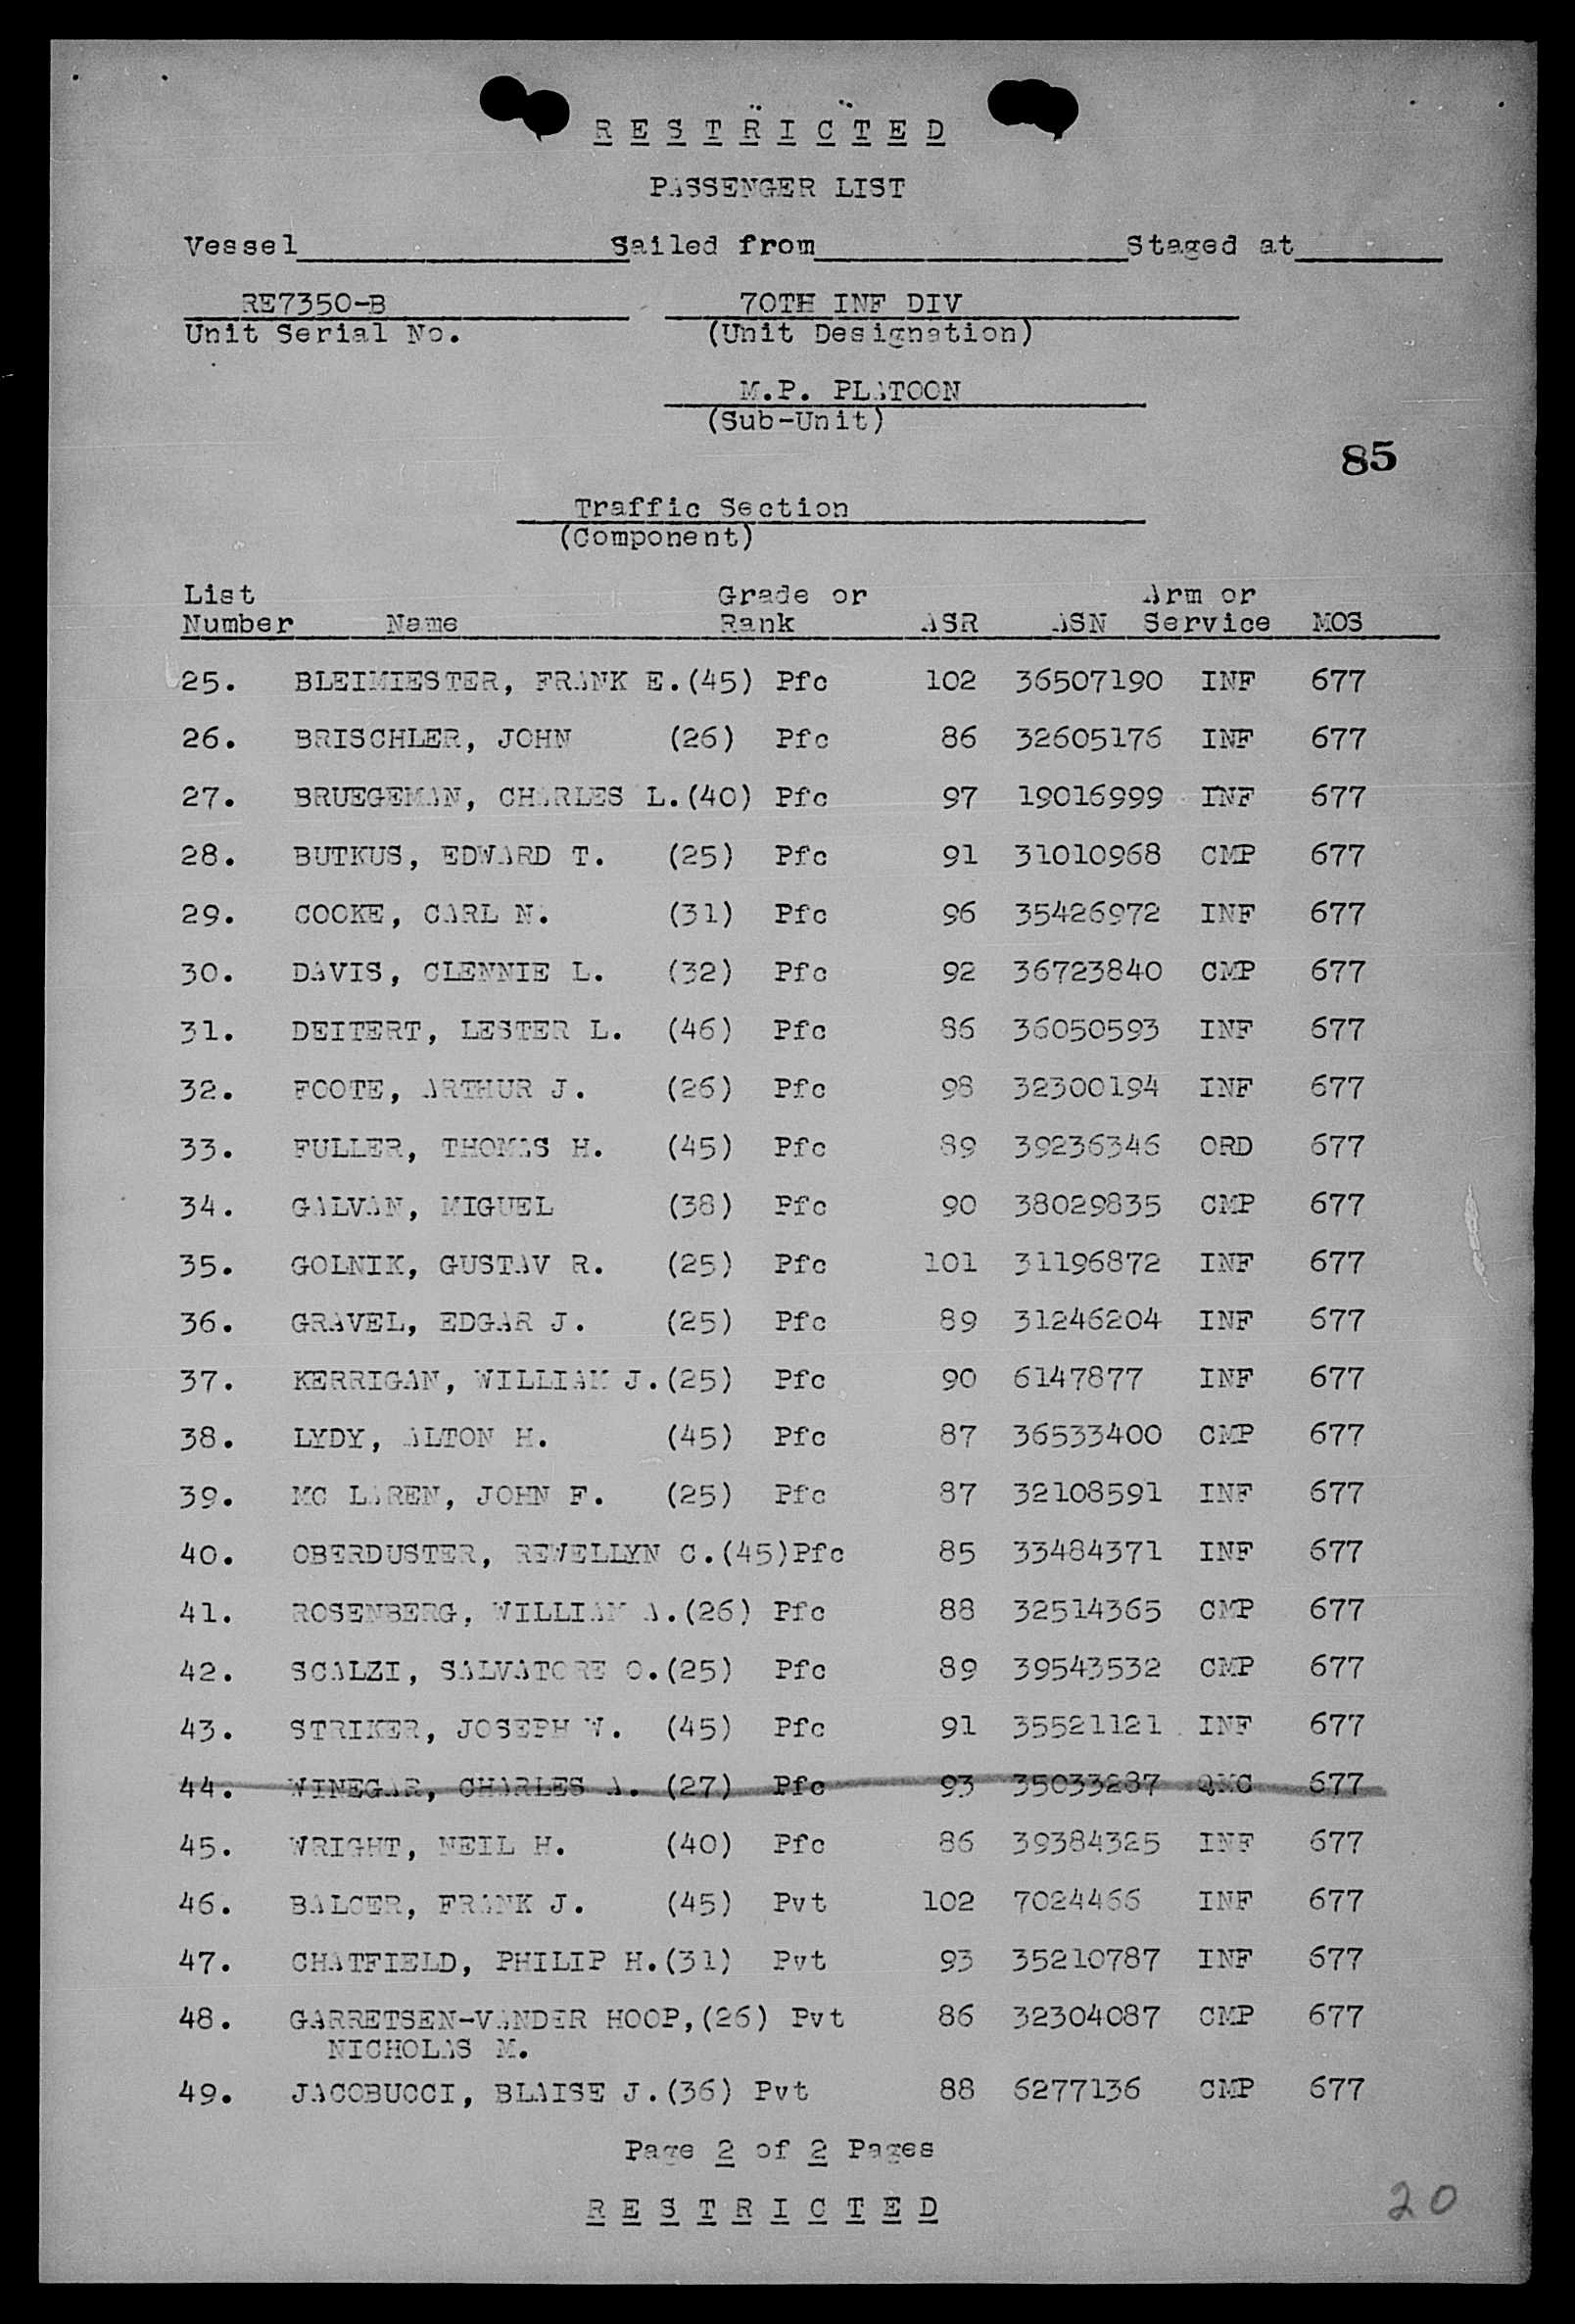 R E S T R I C T E D
PASSENGER LIST
Vessel Sailed from Staged at
RE7350-B 70TH INF DIV
Unit Serial No. (Unit Designation)
M.P. PLATOON
(Sub-Unit)
85
Traffic Section
(Component)
List Grade or Arm or
Number Name Rank ASR ASN Service MOS
25. BLEIMIESTER, FRANK E.(45) Pfc 102 36507190 INF 677
26. BRISCHLER, JOHN (26) Pfc 86 32605176 INF 677
27. BRUEGEMAN, CHARLES L.(40) Pfc 97 19016999 INF 677
28. BUTKUS, EDWARD T. (25) Pfc 91 31010968 CMP 677
29. COOKE, CARL N. (31) Pfc 96 35426972 INF 677
30. DAVIS, CLENNIE L. (32) Pfc 92 36723840 CMP 677
31. DEITERT, LESTER L. (46) Pfc 86 36050593 INF 677
32. FOOTE, ARTHUR J. (26) Pfc 98 32300194 INF 677
33. FULLER, THOMAS H. (45) Pfc 89 39236346 ORD 677
34. GALVAN, MIGUEL (38) Pfc 90 38029835 CMP 677
35. GOLNIK, GUSTAV R. (25) Pfc 101 31196872 INF 677
36. GRAVEL, EDGAR J. (25) Pfc 89 31246204 INF 677
37. KERRIGAN, WILLIAM J.(25) Pfc 90 6147877 INF 677
38. LYDY, ALTON H. (45) Pfc 87 36533400 CMP 677
39. MC LAREN, JOHN F. (25) Pfc 87 32108591 INF 677
40. OBERDUSTER, REWELLYN C.(45)Pfc 85 33484371 INF 677
41. ROSENBERG, WILLIAM A.(26) Pfc 88 32514365 CMP 677
42. SCALZI, SALVATORE O.(25) Pfc 89 39543532 CMP 677
43. STRIKER, JOSEPH W. (45) Pfc 91 35521121 INF 677
44. WINEGAR, CHARLES A. (27) Pfc 93 35033287 QMC 677
45. WRIGHT, NEIL H. (40) Pfc 86 39384325 INF 677
46. BALCER, FRANK J. (45) Pvt 102 7024466 INF 677
47. CHATFIELD, PHILIP H.(31) Pvt 93 35210787 INF 677
48. GARRETSEN-VANDER HOOP,(26) Pvt 86 32304087 CMP 677
NICHOLAS M.
49. JACOBUCCI, BLAISE J.(36) Pvt 88 6277136 CMP 677
Page 2 of 2 Pages
R E S T R I C T E D
20